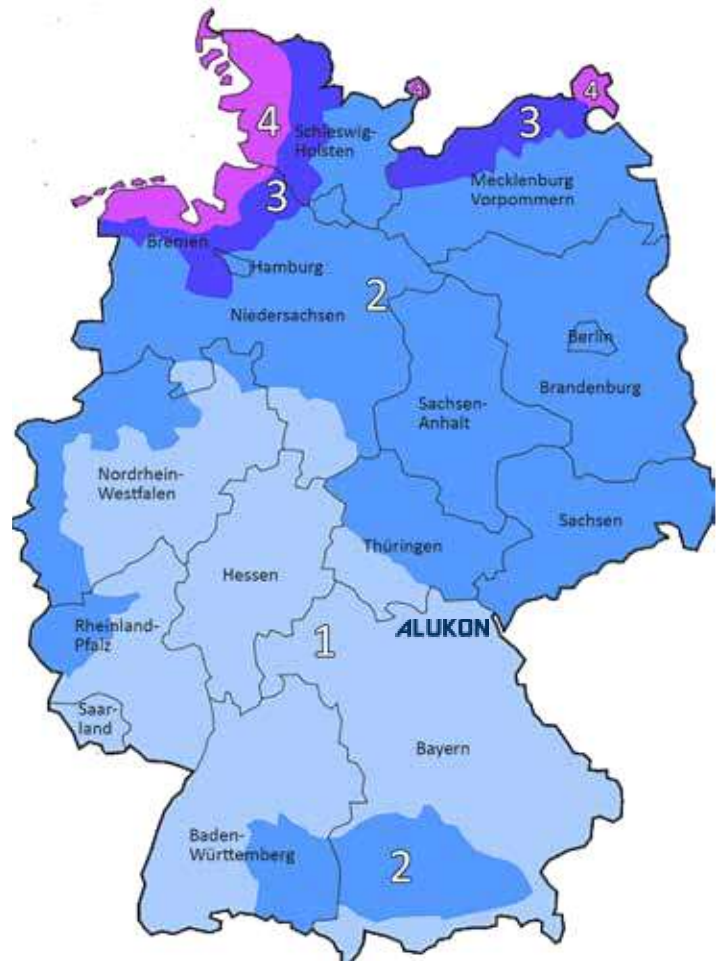 4
4
4
3
Schleswig-
Holsten
3
Mecklenburg
Vorpommern
Bremen
Hamburg
2
Niedersachsen
Berlin
Brandenburg
Sachsen-
Anhalt
Nordrhein-
Westfalen
Sachsen
Thüringen
Hessen
Rheinland-
Pfalz
1
ALUKON
Saar-
land
Bayern
Baden-
Württemberg
2